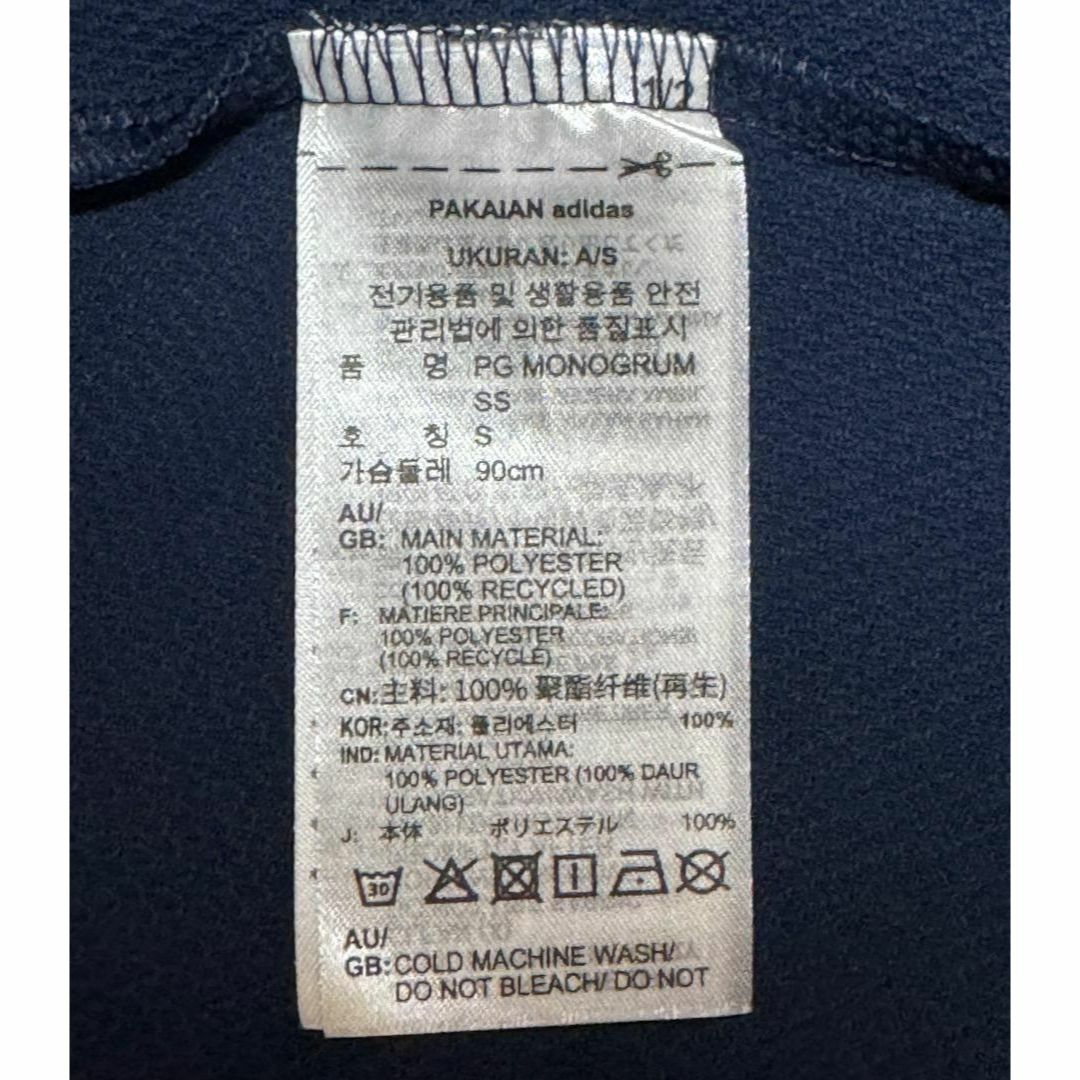 1/2
PAKAIAN adidas
UKURAN: A/S
전기용품 및 생활용품 안전
관리법에 의한 품질표시
품 명 PG MONOGRUM
SS
호 칭 S
가슴둘레 90cm
AU/
GB: MAIN MATERIAL:
100% POLYESTER
(100% RECYCLED)
F: MATIERE PRINCIPALE:
100% POLYESTER
(100% RECYCLE)
CN: 主料: 100% 聚酯纤维(再生)
KOR: 주소재: 폴리에스터 100%
IND: MATERIAL UTAMA:
100% POLYESTER (100% DAUR
ULANG)
J: 本体 ポリエステル 100%
30
AU/
GB: COLD MACHINE WASH/
DO NOT BLEACH/ DO NOT